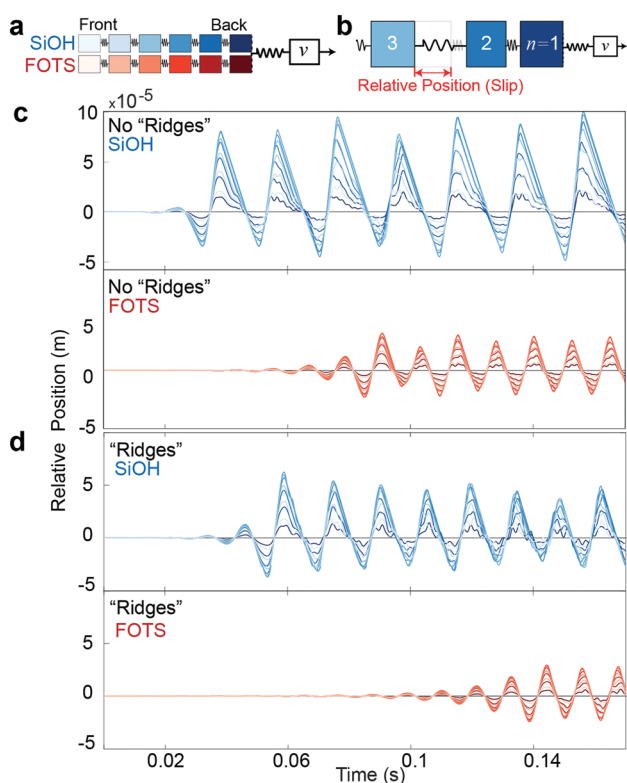 a
Front
Back
SiOH
FOTS
v
b
3
2
n=1
v
Relative Position (Slip)
c
×10-5
10
5
0
-5
No “Ridges”
SiOH
No “Ridges”
FOTS
5
0
-5
Relative Position (m)
d
“Ridges”
SiOH
5
0
-5
“Ridges”
FOTS
5
0
-5
0.02
0.06
0.1
0.14
Time (s)